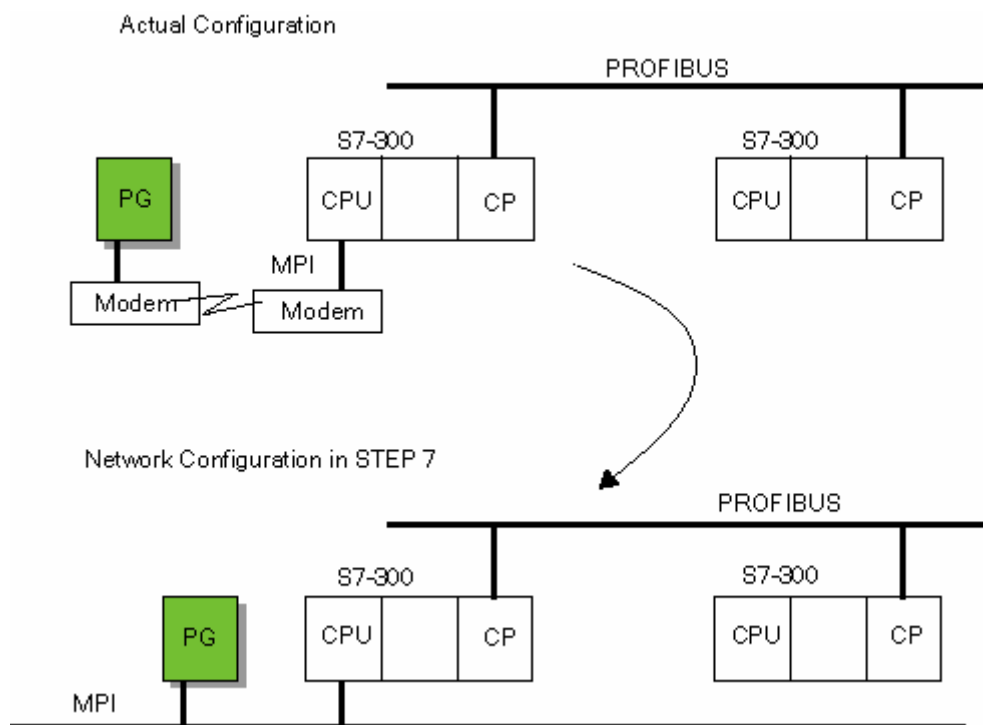 Actual Configuration
PROFIBUS
S7-300
S7-300
PG
CPU
CP
CPU
CP
MPI
Modem
Modem
Network Configuration in STEP 7
PROFIBUS
S7-300
S7-300
PG
CPU
CP
CPU
CP
MPI